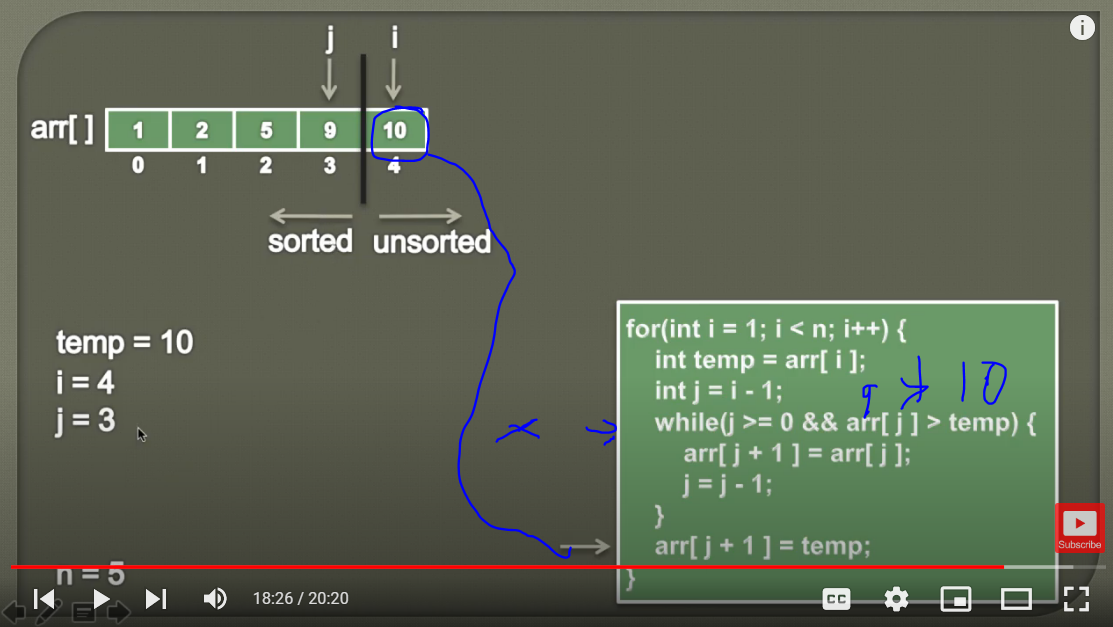 j i
arr[ ] 1 2 5 9 10
0 1 2 3 4
sorted unsorted
temp = 10
i = 4
j = 3
n = 5
for(int i = 1; i < n; i++) {
int temp = arr[ i ];
int j = i - 1;
9 > 10
while(j >= 0 && arr[ j ] > temp) {
arr[ j + 1 ] = arr[ j ];
j = j - 1;
}
arr[ j + 1 ] = temp;
}
Subscribe
18:26 / 20:20
CC
i